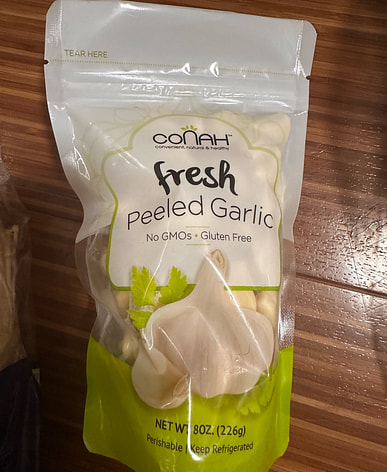 TEAR HERE
CONAH™
convenient, natural & healthy
fresh
Peeled Garlic
No GMOs • Gluten Free
NET WT 8OZ. (226g)
Perishable | Keep Refrigerated